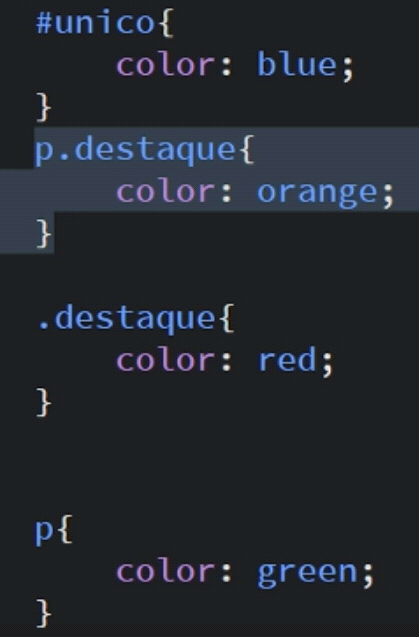 #unico{
    color: blue;
}
p.destaque{
    color: orange;
}
.destaque{
    color: red;
}
p{
    color: green;
}